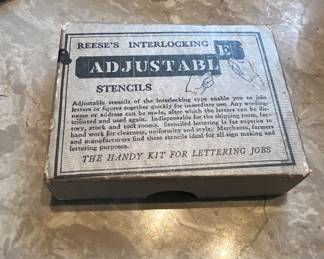 REESE'S INTERLOCKING
ADJUSTABLE
STENCILS
Adjustable stencils of the interlocking type enable you to join
letters or figures together quickly for immediate use. Any wording,
name or address can be made, after which the letters can be dis-
tributed and used again. Indispensable for the shipping room, fac-
tory, stock and tool rooms. Stenciled lettering is far superior to
hand work for clearness, uniformity and style. Merchants, farmers
and manufacturers find these stencils ideal for all sign making and
lettering purposes.
THE HANDY KIT FOR LETTERING JOBS